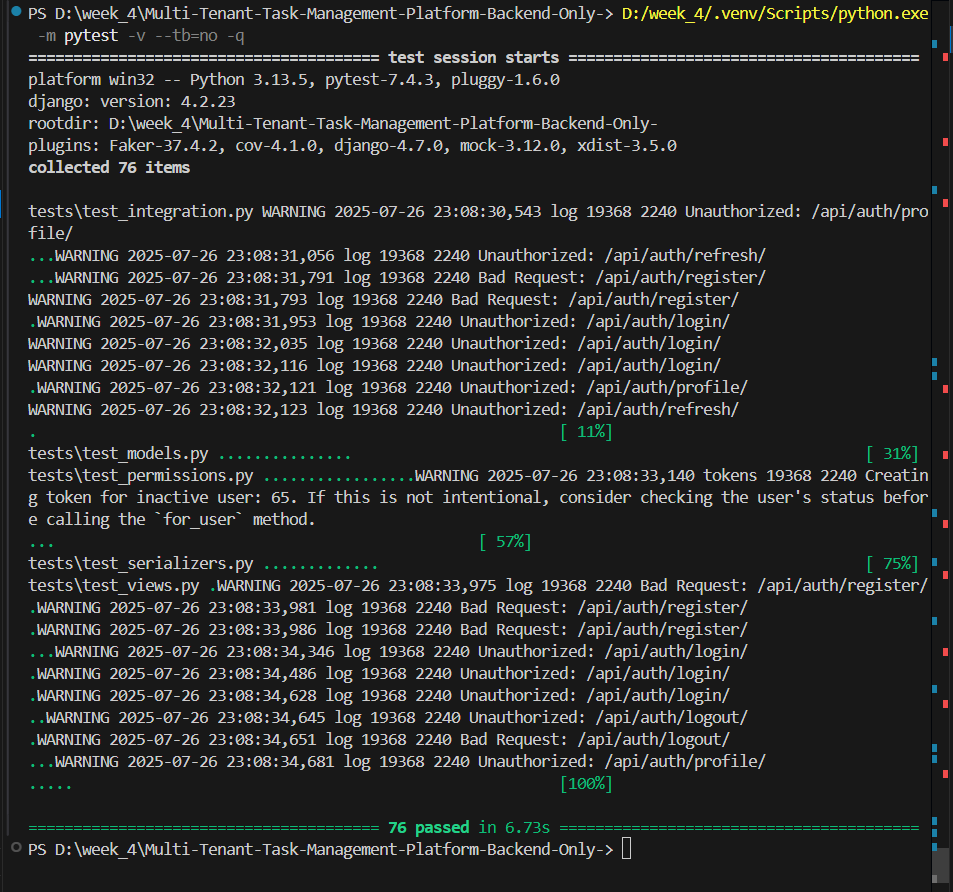 PS D:\week_4\Multi-Tenant-Task-Management-Platform-Backend-Only-> D:/week_4/.venv/Scripts/python.exe
 -m pytest -v --tb=no -q
======================================= test session starts =======================================
platform win32 -- Python 3.13.5, pytest-7.4.3, pluggy-1.6.0
django: version: 4.2.23
rootdir: D:\week_4\Multi-Tenant-Task-Management-Platform-Backend-Only-
plugins: Faker-37.4.2, cov-4.1.0, django-4.7.0, mock-3.12.0, xdist-3.5.0
collected 76 items
tests\test_integration.py WARNING 2025-07-26 23:08:30,543 log 19368 2240 Unauthorized: /api/auth/pro
file/
...WARNING 2025-07-26 23:08:31,056 log 19368 2240 Unauthorized: /api/auth/refresh/
...WARNING 2025-07-26 23:08:31,791 log 19368 2240 Bad Request: /api/auth/register/
WARNING 2025-07-26 23:08:31,793 log 19368 2240 Bad Request: /api/auth/register/
.WARNING 2025-07-26 23:08:31,953 log 19368 2240 Unauthorized: /api/auth/login/
WARNING 2025-07-26 23:08:32,035 log 19368 2240 Unauthorized: /api/auth/login/
WARNING 2025-07-26 23:08:32,116 log 19368 2240 Unauthorized: /api/auth/login/
.WARNING 2025-07-26 23:08:32,121 log 19368 2240 Unauthorized: /api/auth/profile/
WARNING 2025-07-26 23:08:32,123 log 19368 2240 Unauthorized: /api/auth/refresh/
. [ 11%]
tests\test_models.py ............... [ 31%]
tests\test_permissions.py .................WARNING 2025-07-26 23:08:33,140 tokens 19368 2240 Creatin
g token for inactive user: 65. If this is not intentional, consider checking the user's status befor
e calling the `for_user` method.
... [ 57%]
tests\test_serializers.py ............. [ 75%]
tests\test_views.py .WARNING 2025-07-26 23:08:33,975 log 19368 2240 Bad Request: /api/auth/register/
.WARNING 2025-07-26 23:08:33,981 log 19368 2240 Bad Request: /api/auth/register/
.WARNING 2025-07-26 23:08:33,986 log 19368 2240 Bad Request: /api/auth/register/
...WARNING 2025-07-26 23:08:34,346 log 19368 2240 Unauthorized: /api/auth/login/
.WARNING 2025-07-26 23:08:34,486 log 19368 2240 Unauthorized: /api/auth/login/
.WARNING 2025-07-26 23:08:34,628 log 19368 2240 Unauthorized: /api/auth/login/
..WARNING 2025-07-26 23:08:34,645 log 19368 2240 Unauthorized: /api/auth/logout/
.WARNING 2025-07-26 23:08:34,651 log 19368 2240 Bad Request: /api/auth/logout/
...WARNING 2025-07-26 23:08:34,681 log 19368 2240 Unauthorized: /api/auth/profile/
..... [100%]
======================================= 76 passed in 6.73s ========================================
PS D:\week_4\Multi-Tenant-Task-Management-Platform-Backend-Only->